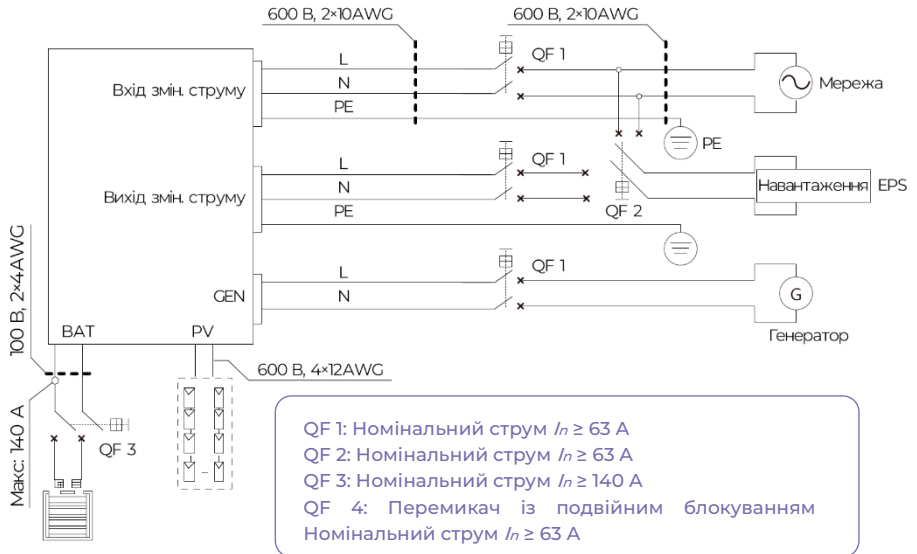 600 В, 2×10AWG
600 В, 2×10AWG
L
QF 1
Вхід змін. струму
N
Мережа
PE
PE
L
QF 1
Вихід змін. струму
N
Навантаження EPS
PE
QF 2
L
QF 1
GEN
N
G
Генератор
100 В, 2×4AWG
BAT
PV
600 В, 4×12AWG
Макс: 140 А
QF 3
QF 1: Номінальний струм In ≥ 63 А
QF 2: Номінальний струм In ≥ 63 А
QF 3: Номінальний струм In ≥ 140 А
QF 4: Перемикач із подвійним блокуванням
Номінальний струм In ≥ 63 А